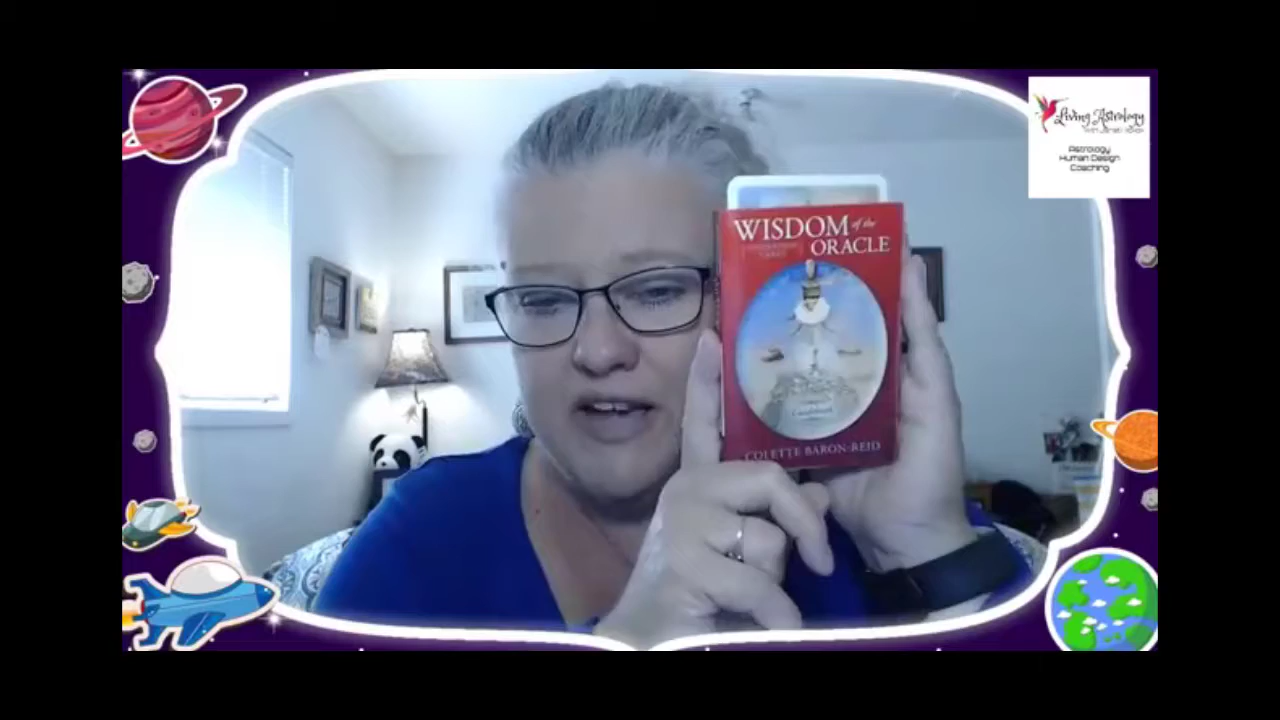 Living Astrology
Astrology
Human Design
Coaching
WISDOM of the
ORACLE
COLETTE BARON-REID